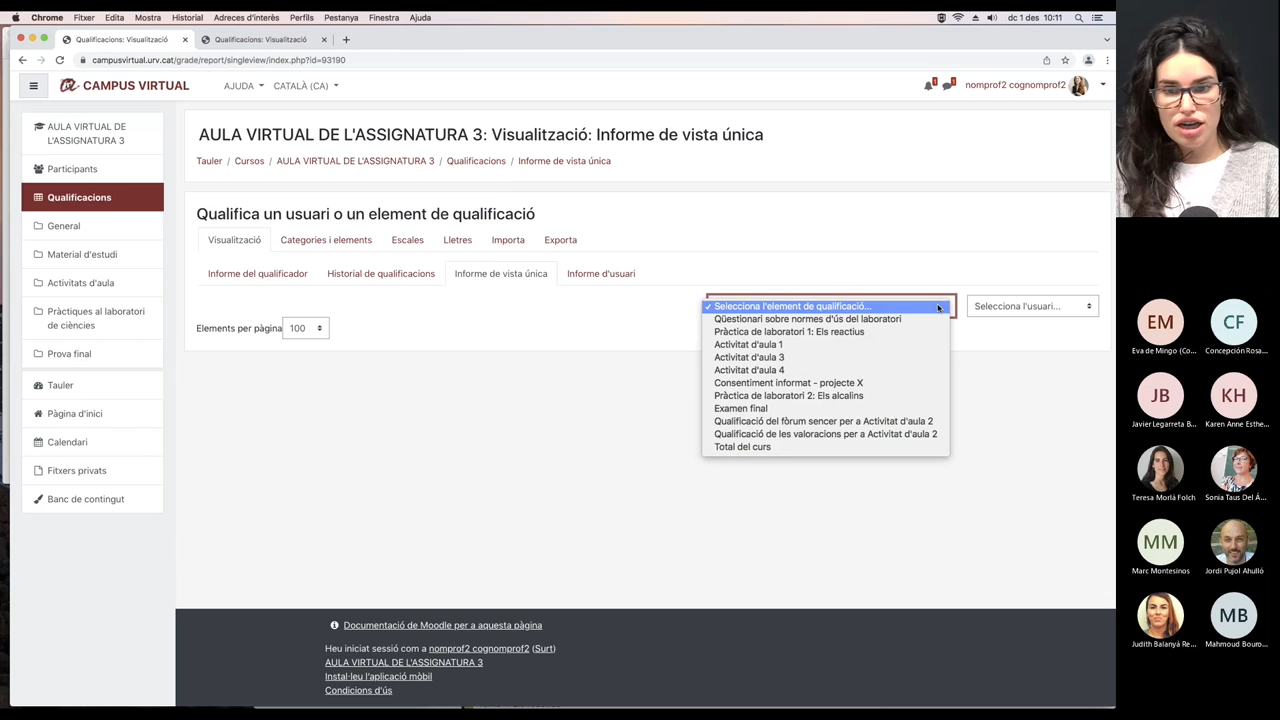 Chrome Fitxer Edita Mostra Historial Adreces d'interès Perfils Pestanya Finestra Ajuda dc 1 des 10:11
Qualificacions: Visualització Qualificacions: Visualització
campusvirtual.urv.cat/grade/report/singleview/index.php?id=93190
CAMPUS VIRTUAL AJUDA CATALÀ (CA) 1 1 nomprof2 cognomprof2
AULA VIRTUAL DE
L'ASSIGNATURA 3
Participants
Qualificacions
General
Material d'estudi
Activitats d'aula
Pràctiques al laboratori
de ciències
Prova final
Tauler
Pàgina d'inici
Calendari
Fitxers privats
Banc de contingut
AULA VIRTUAL DE L'ASSIGNATURA 3: Visualització: Informe de vista única
Tauler / Cursos / AULA VIRTUAL DE L'ASSIGNATURA 3 / Qualificacions / Informe de vista única
Qualifica un usuari o un element de qualificació
Visualització Categories i elements Escales Lletres Importa Exporta
Informe del qualificador Historial de qualificacions Informe de vista única Informe d'usuari
Selecciona l'element de qualificació... Selecciona l'usuari...
Qüestionari sobre normes d'ús del laboratori
Elements per pàgina 100
Pràctica de laboratori 1: Els reactius
Activitat d'aula 1
Activitat d'aula 3
Activitat d'aula 4
Consentiment informat - projecte X
Pràctica de laboratori 2: Els alcalins
Examen final
Qualificació del fòrum sencer per a Activitat d'aula 2
Qualificació de les valoracions per a Activitat d'aula 2
Total del curs
Documentació de Moodle per a aquesta pàgina
Heu iniciat sessió com a nomprof2 cognomprof2 (Surt)
AULA VIRTUAL DE L'ASSIGNATURA 3
Instal·leu l'aplicació mòbil
Condicions d'ús
EM CF
Eva de Mingo (Co... Concepción Rosa...
JB KH
Javier Legarreta B... Karen Anne Esthe...
Teresa Morlà Folch Sonia Taus Del Á...
MM
Marc Montesinos Jordi Pujol Ahulló
MB
Judith Balanyà Re... Mahmoud Bouro...